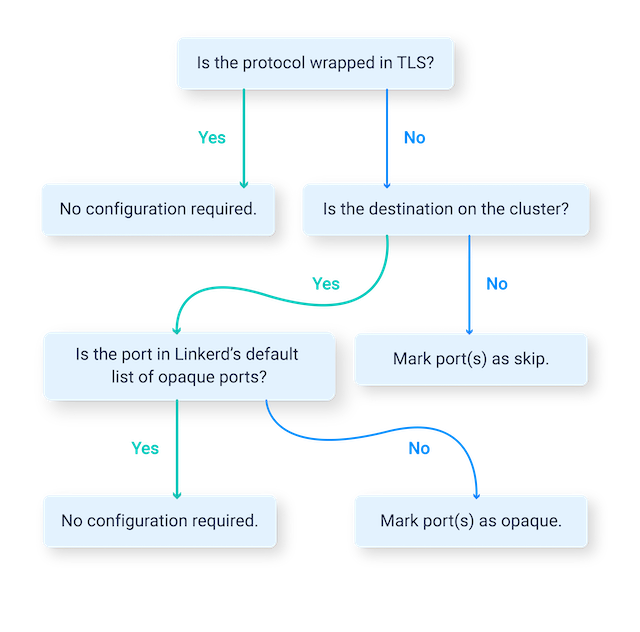 Is the protocol wrapped in TLS?
Yes
No
No configuration required.
Is the destination on the cluster?
Yes
No
Is the port in Linkerd’s default
list of opaque ports?
Mark port(s) as skip.
Yes
No
No configuration required.
Mark port(s) as opaque.